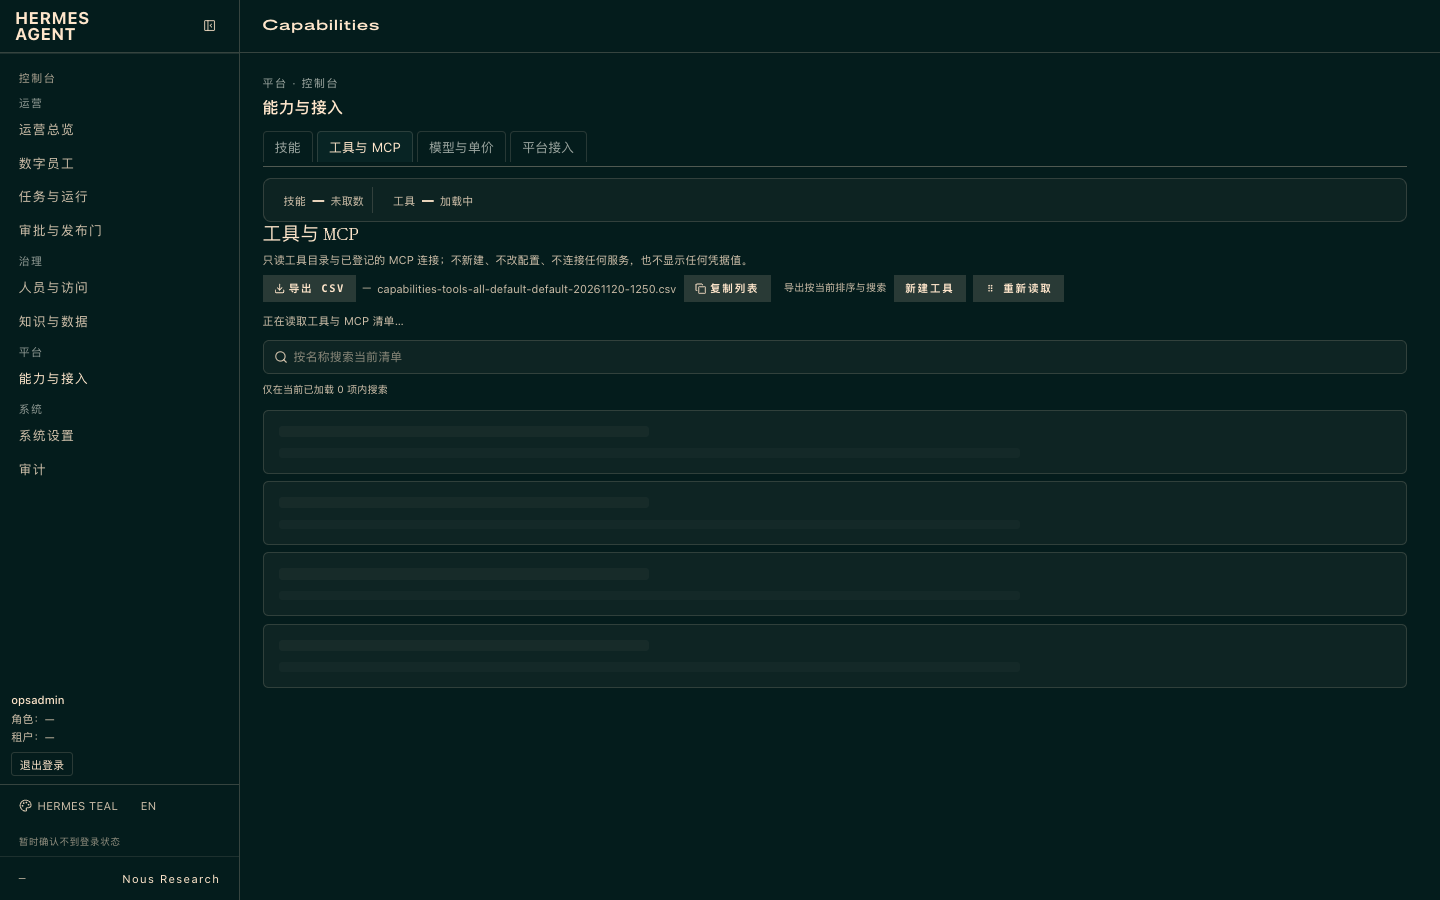 HERMES
AGENT
Capabilities
控制台
运营
运营总览
数字员工
任务与运行
审批与发布门
治理
人员与访问
知识与数据
平台
能力与接入
系统
系统设置
审计
opsadmin
角色: —
租户: —
退出登录
HERMES TEAL EN
暂时确认不到登录状态
— Nous Research
平台 · 控制台
能力与接入
技能 工具与 MCP 模型与单价 平台接入
技能 — 未取数 工具 — 加载中
工具与 MCP
只读工具目录与已登记的 MCP 连接；不新建、不改配置、不连接任何服务，也不显示任何凭据值。
导出 CSV — capabilities-tools-all-default-default-20261120-1250.csv 复制列表 导出按当前排序与搜索 新建工具 重新读取
正在读取工具与 MCP 清单…
按名称搜索当前清单
仅在当前已加载 0 项内搜索